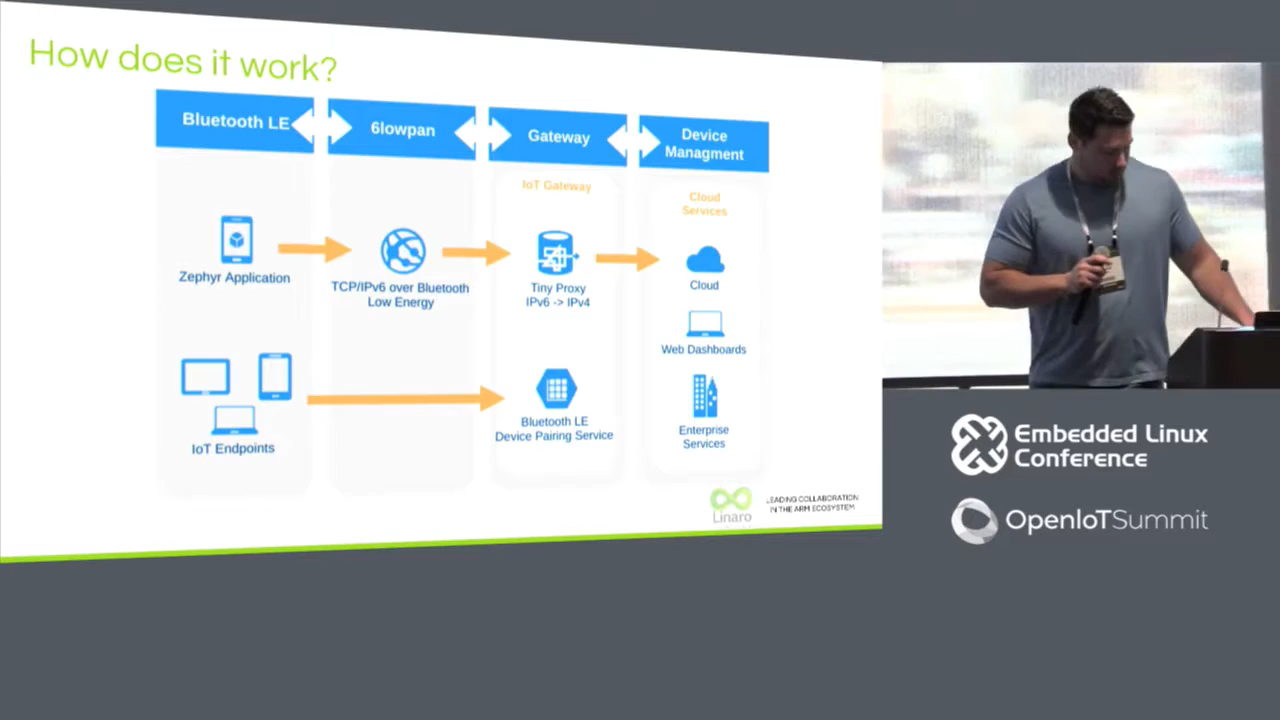 How does it work?
Bluetooth LE
6lowpan
Gateway
Device
Managment
IoT Gateway
Cloud
Services
Zephyr Application
TCP/IPv6 over Bluetooth
Low Energy
Tiny Proxy
IPv6 -> IPv4
Cloud
Web Dashboards
IoT Endpoints
Bluetooth LE
Device Pairing Service
Enterprise
Services
Linaro
LEADING COLLABORATION
IN THE ARM ECOSYSTEM
Embedded Linux
Conference
OpenIoTSummit